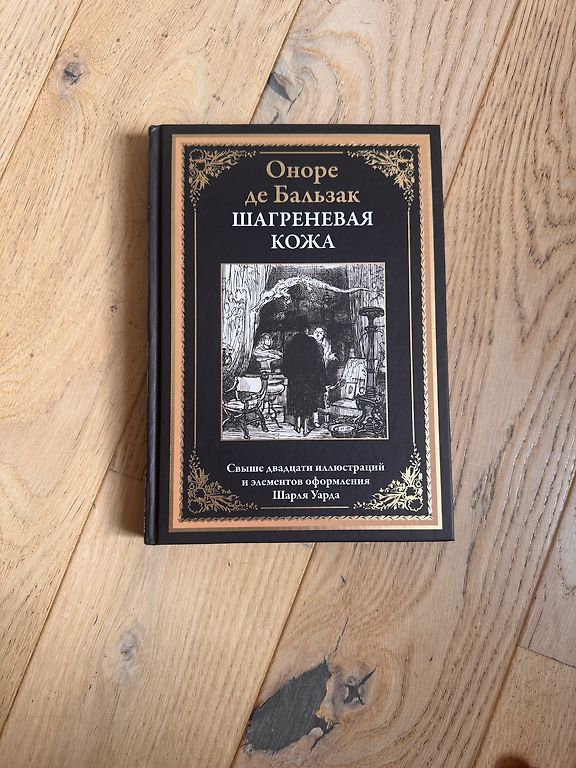 Оноре
де Бальзак
ШАГРЕНЕВАЯ
КОЖА
Свыше двадцати иллюстраций
и элементов оформления
Шарля Уарда